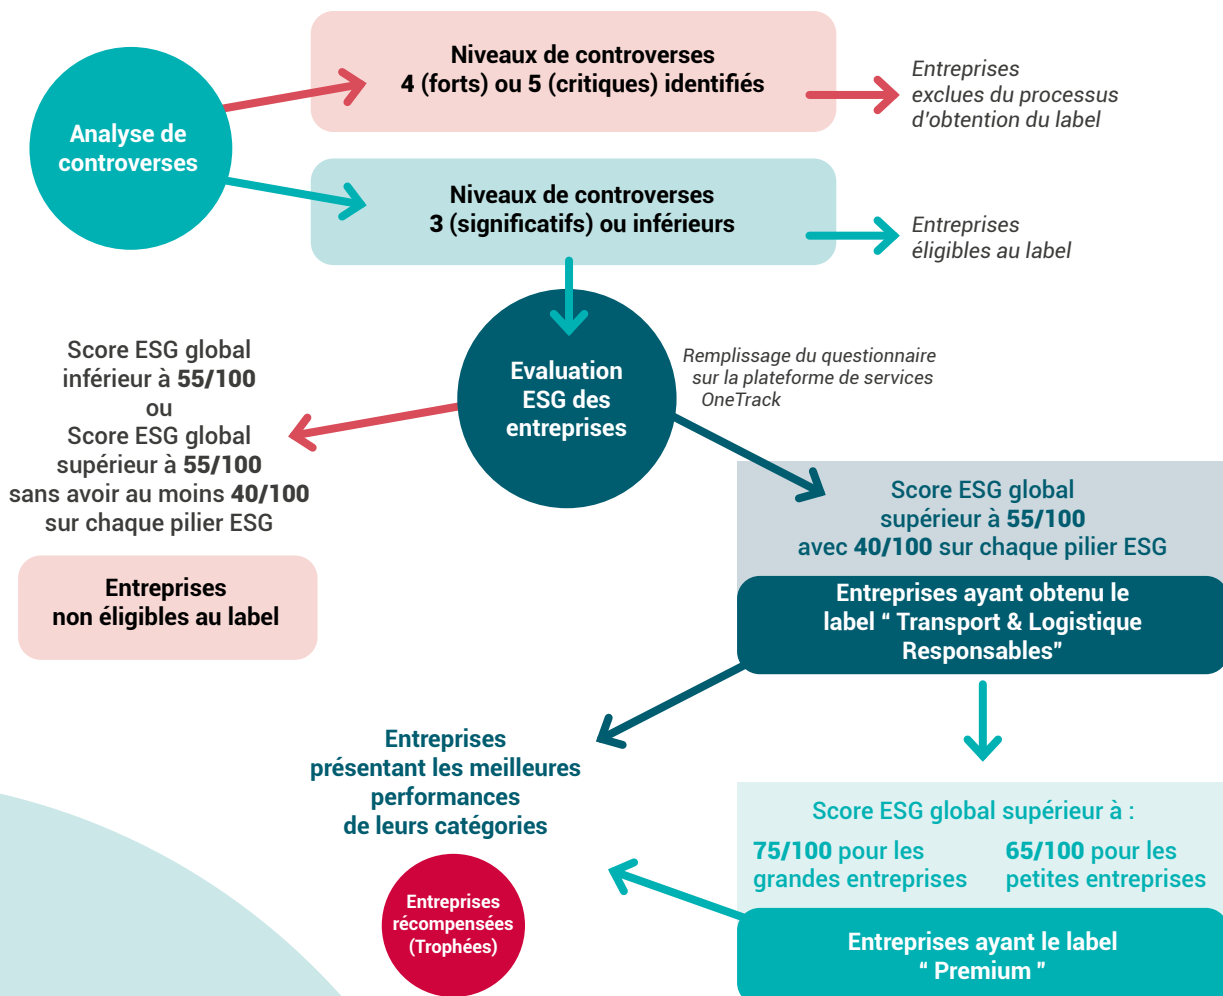 Niveaux de controverses
4 (forts) ou 5 (critiques) identifiés
Entreprises
exclues du processus
d'obtention du label
Analyse de
controverses
Niveaux de controverses
3 (significatifs) ou inférieurs
Entreprises
éligibles au label
Evaluation
ESG des
entreprises
Remplissage du questionnaire
sur la plateforme de services
OneTrack
Score ESG global
inférieur à 55/100
ou
Score ESG global
supérieur à 55/100
sans avoir au moins 40/100
sur chaque pilier ESG
Entreprises
non éligibles au label
Score ESG global
supérieur à 55/100
avec 40/100 sur chaque pilier ESG
Entreprises ayant obtenu le
label “ Transport & Logistique
Responsables”
Entreprises
présentant les meilleures
performances
de leurs catégories
Entreprises
récompensées
(Trophées)
Score ESG global supérieur à :
75/100 pour les
grandes entreprises
65/100 pour les
petites entreprises
Entreprises ayant le label
“ Premium ”